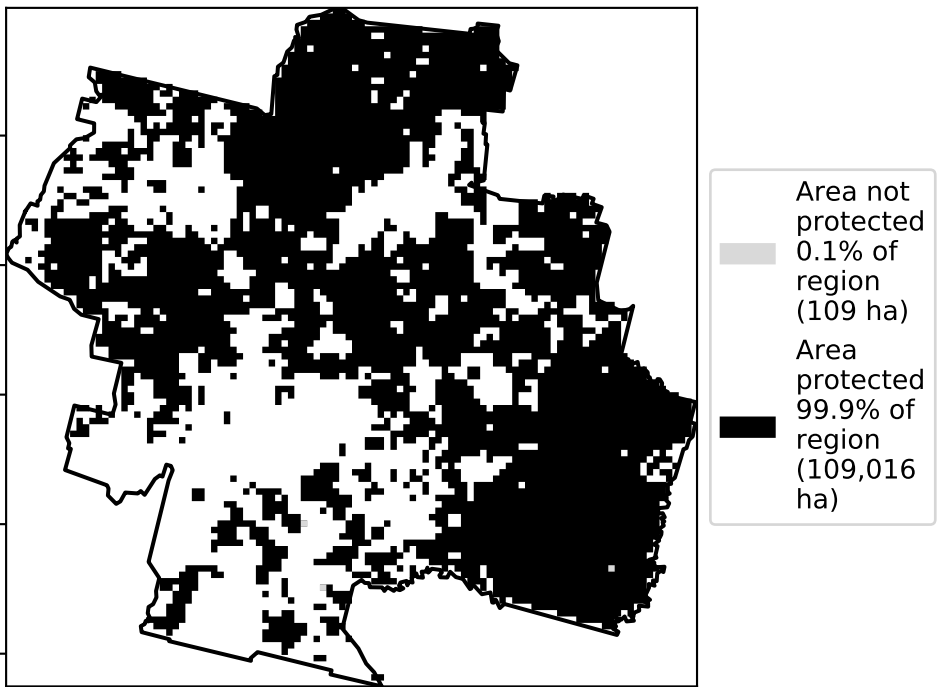 Area not
protected
0.1% of
region
(109 ha)
Area
protected
99.9% of
region
(109,016
ha)